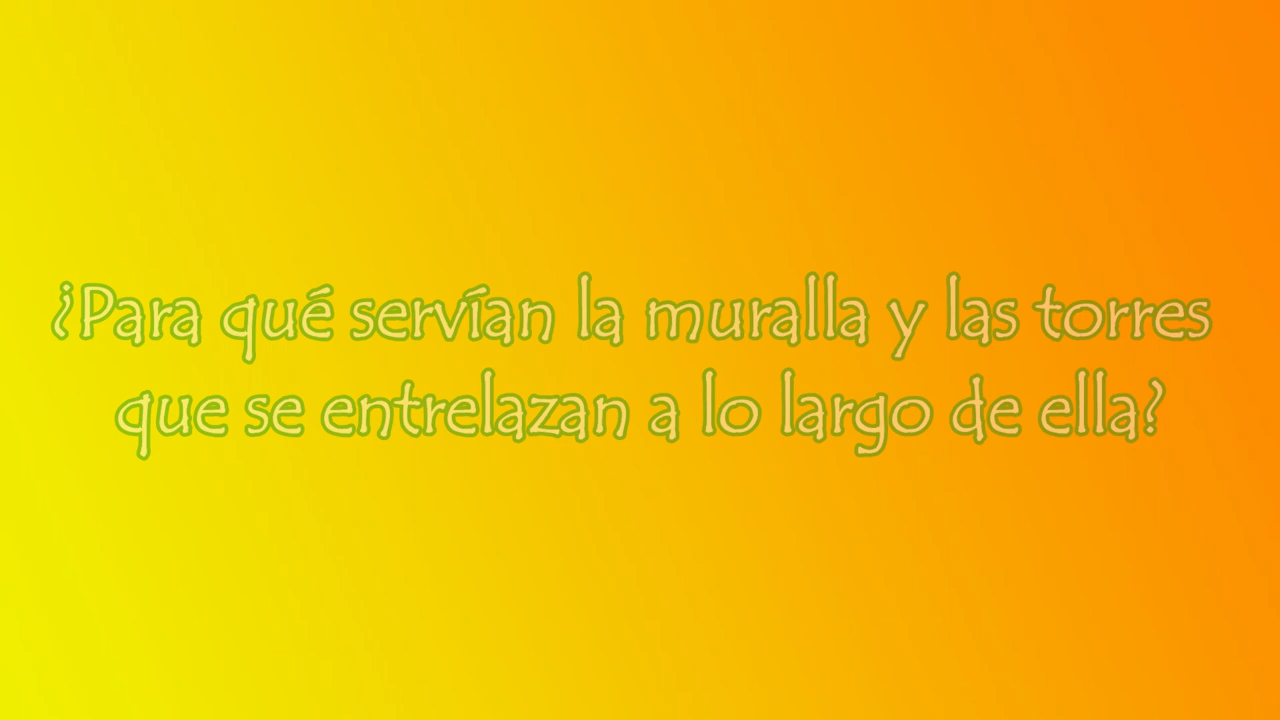 ¿Para qué servían la muralla y las torres
que se entrelazan a lo largo de ella?